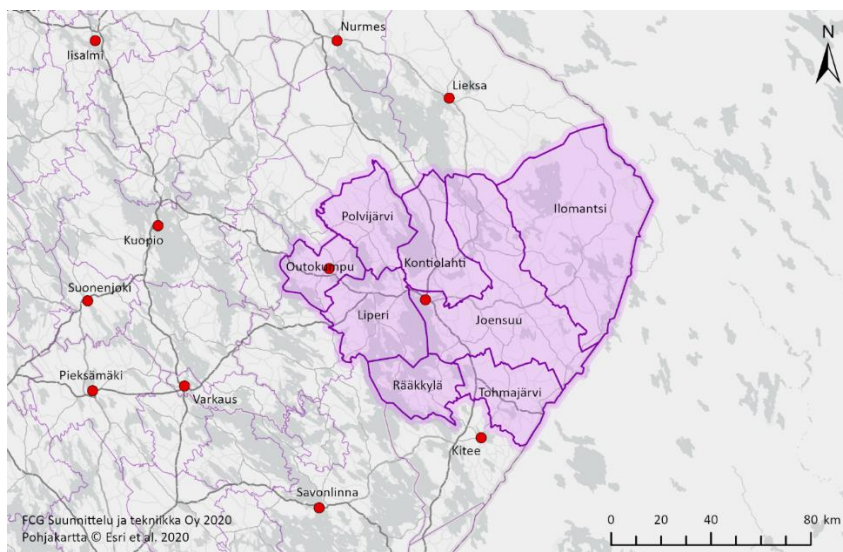 Nurmes
N
Iisalmi
Lieksa
Ilomantsi
Polvijärvi
Kuopio
Kontiolahti
Outokumpu
Suonenjoki
Liperi
Joensuu
Pieksämäki
Rääkkylä
Tohmajärvi
Varkaus
Kitee
Savonlinna
FCG Suunnittelu ja tekniikka Oy 2020
Pohjakartta © Esri et al. 2020
0 20 40 80 km